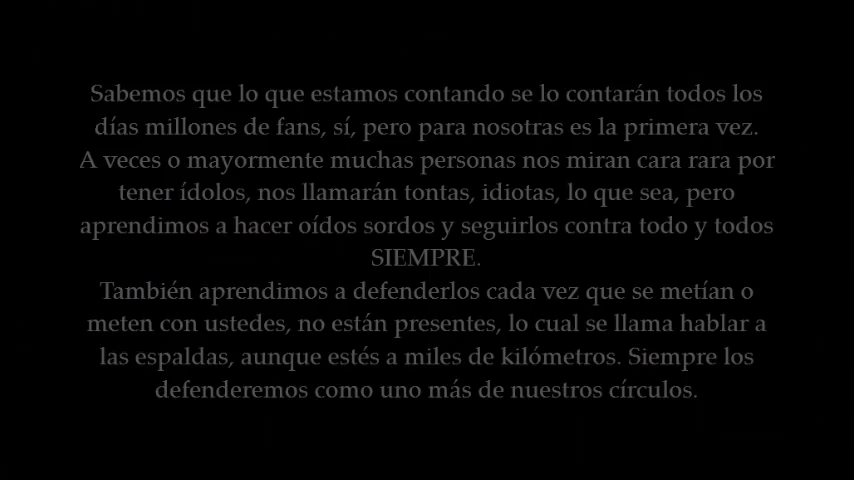 Sabemos que lo que estamos contando se lo contarán todos los
días millones de fans, sí, pero para nosotras es la primera vez.
A veces o mayormente muchas personas nos miran cara rara por
tener ídolos, nos llamarán tontas, idiotas, lo que sea, pero
aprendimos a hacer oídos sordos y seguirlos contra todo y todos
SIEMPRE.
También aprendimos a defenderlos cada vez que se metían o
meten con ustedes, no están presentes, lo cual se llama hablar a
las espaldas, aunque estés a miles de kilómetros. Siempre los
defenderemos como uno más de nuestros círculos.